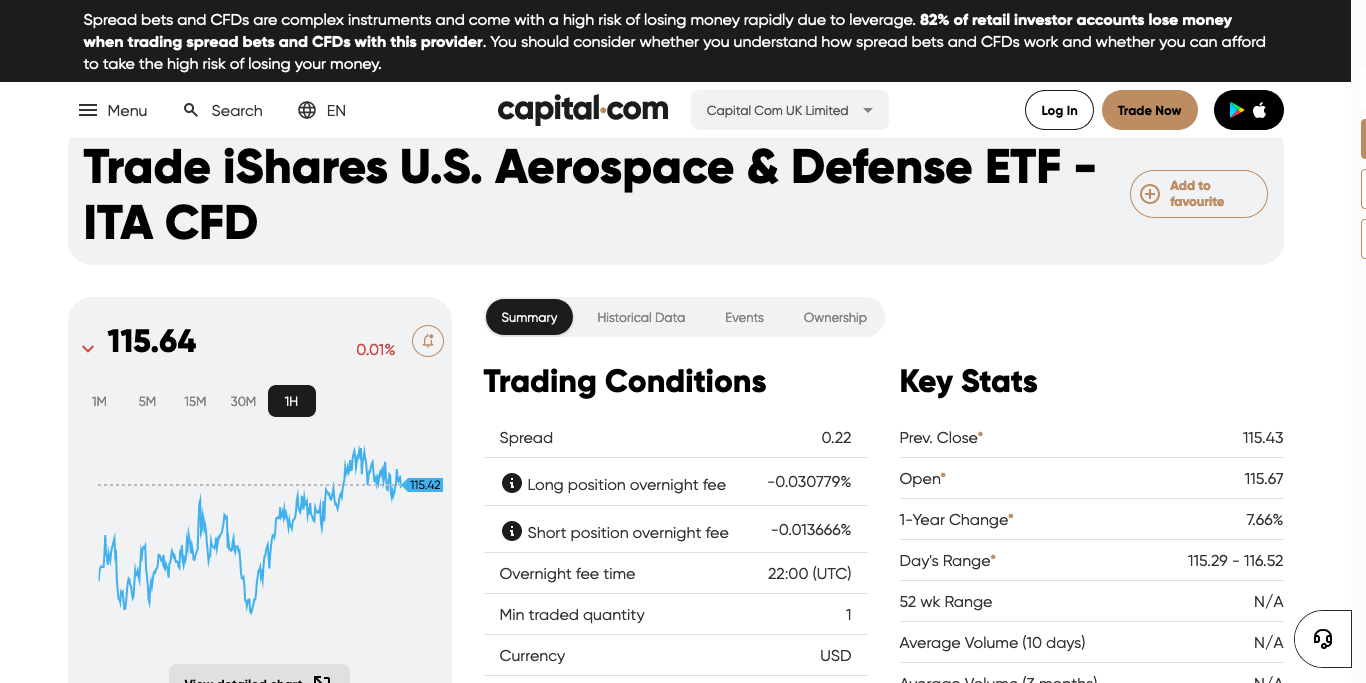 Spread bets and CFDs are complex instruments and come with a high risk of losing money rapidly due to leverage. 82% of retail investor accounts lose money
when trading spread bets and CFDs with this provider. You should consider whether you understand how spread bets and CFDs work and whether you can afford
to take the high risk of losing your money.
Menu
Search
EN
capital.com
Capital Com UK Limited
Log In
Trade Now
Trade iShares U.S. Aerospace & Defense ETF -
ITA CFD
Add to
favourite
115.64
0.01%
1M 5M 15M 30M 1H
115.42
View detailed chart
Summary Historical Data Events Ownership
Trading Conditions
Spread 0.22
Long position overnight fee -0.030779%
Short position overnight fee -0.013666%
Overnight fee time 22:00 (UTC)
Min traded quantity 1
Currency USD
Key Stats
Prev. Close* 115.43
Open* 115.67
1-Year Change* 7.66%
Day's Range* 115.29 - 116.52
52 wk Range N/A
Average Volume (10 days) N/A
Average Volume (3 months) N/A